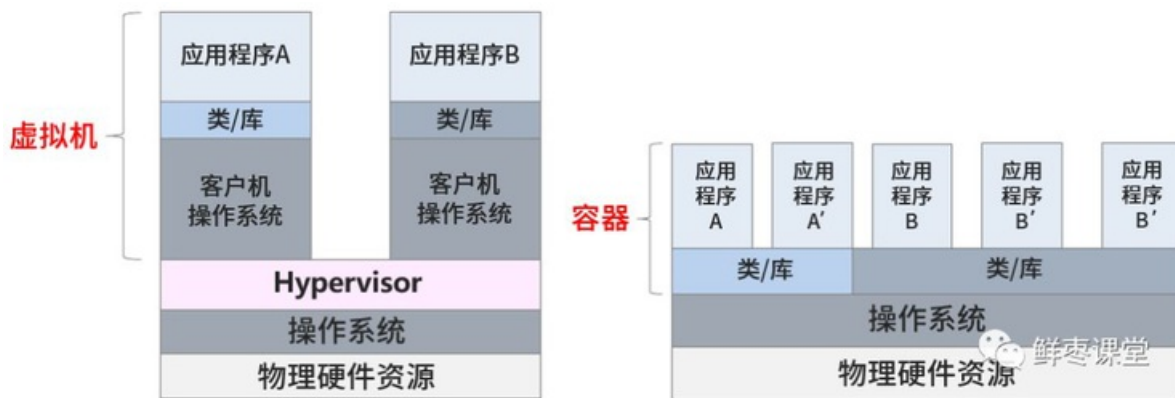 虚拟机
应用程序A
类/库
客户机
操作系统
应用程序B
类/库
客户机
操作系统
Hypervisor
操作系统
物理硬件资源
容器
应用
程序
A
应用
程序
A′
应用
程序
B
应用
程序
B′
应用
程序
B′
类/库
类/库
操作系统
物理硬件资源
鲜枣课堂